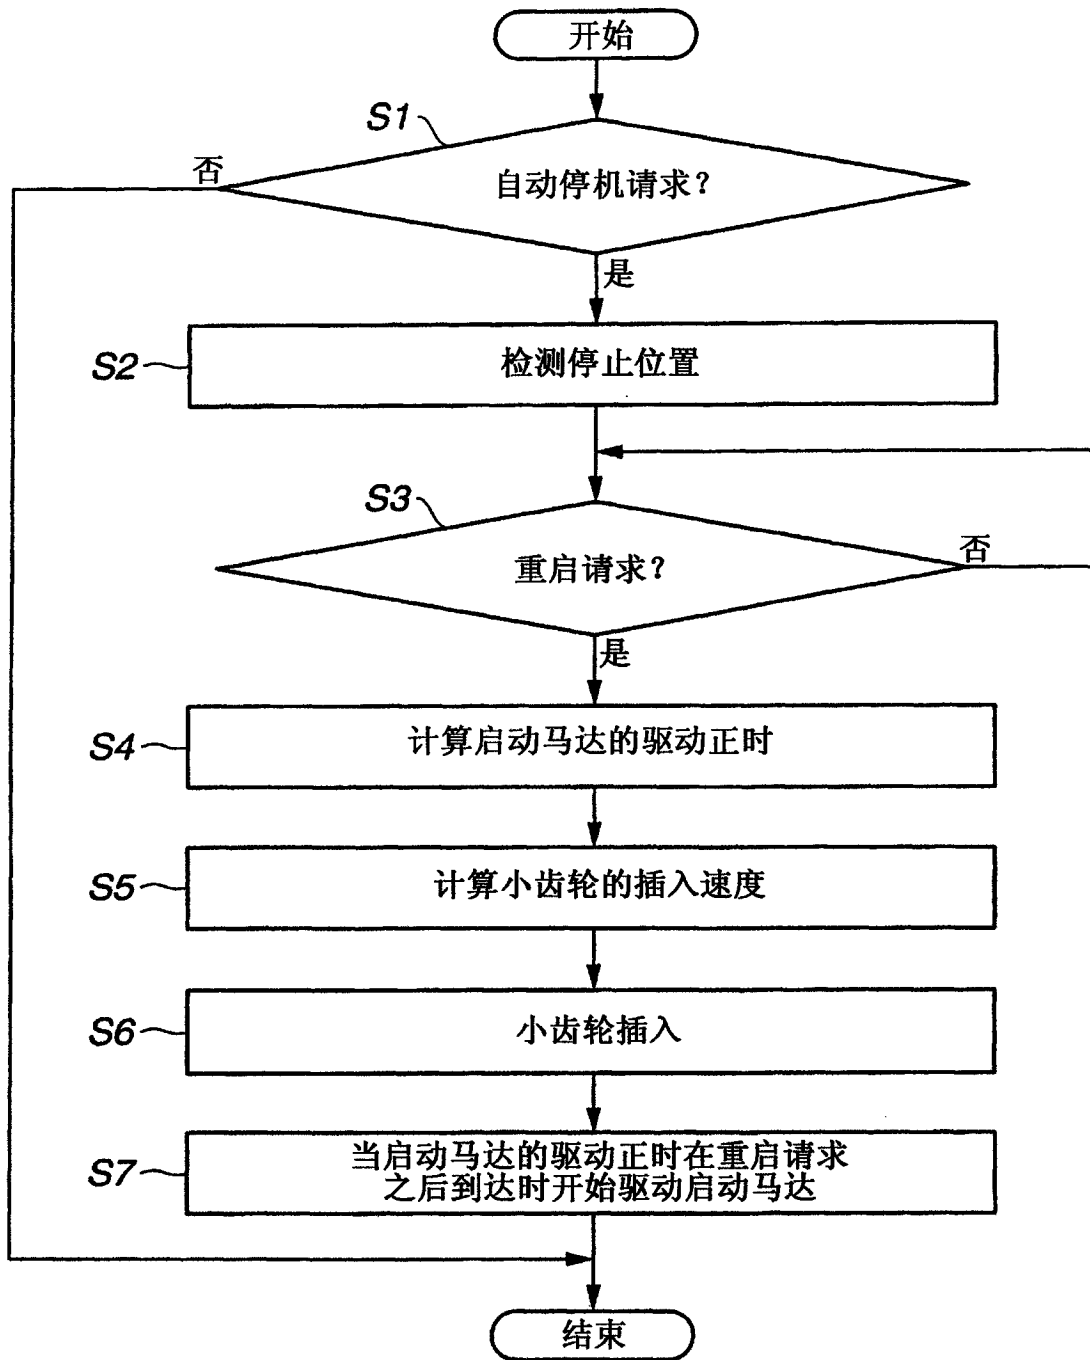 开始
S1
否
自动停机请求？
是
S2
检测停止位置
S3
否
重启请求？
是
S4
计算启动马达的驱动正时
S5
计算小齿轮的插入速度
S6
小齿轮插入
S7
当启动马达的驱动正时在重启请求
之后到达时开始驱动启动马达
结束